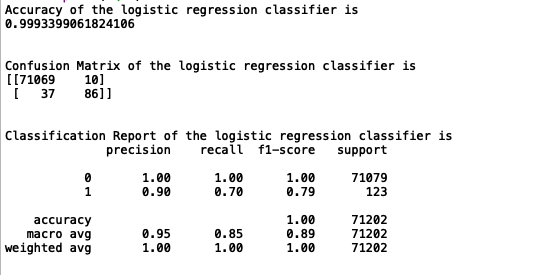 Accuracy of the logistic regression classifier is
0.9993399061824106
Confusion Matrix of the logistic regression classifier is
[[71069    10]
 [   37    86]]
Classification Report of the logistic regression classifier is
              precision    recall  f1-score   support
           0       1.00      1.00      1.00     71079
           1       0.90      0.70      0.79       123
    accuracy                           1.00     71202
   macro avg       0.95      0.85      0.89     71202
weighted avg       1.00      1.00      1.00     71202